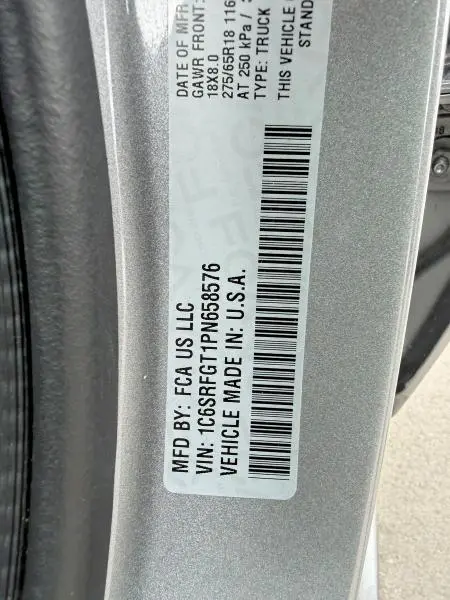 DATE OF MFR
GAWR FRONT:
18X8.0
275/65R18 116
AT 250 kPa /
TYPE: TRUCK
THIS VEHICLE
STAND
MFD BY: FCA US LLC
VIN: 1C6SRFGT1PN658576
VEHICLE MADE IN: U.S.A.